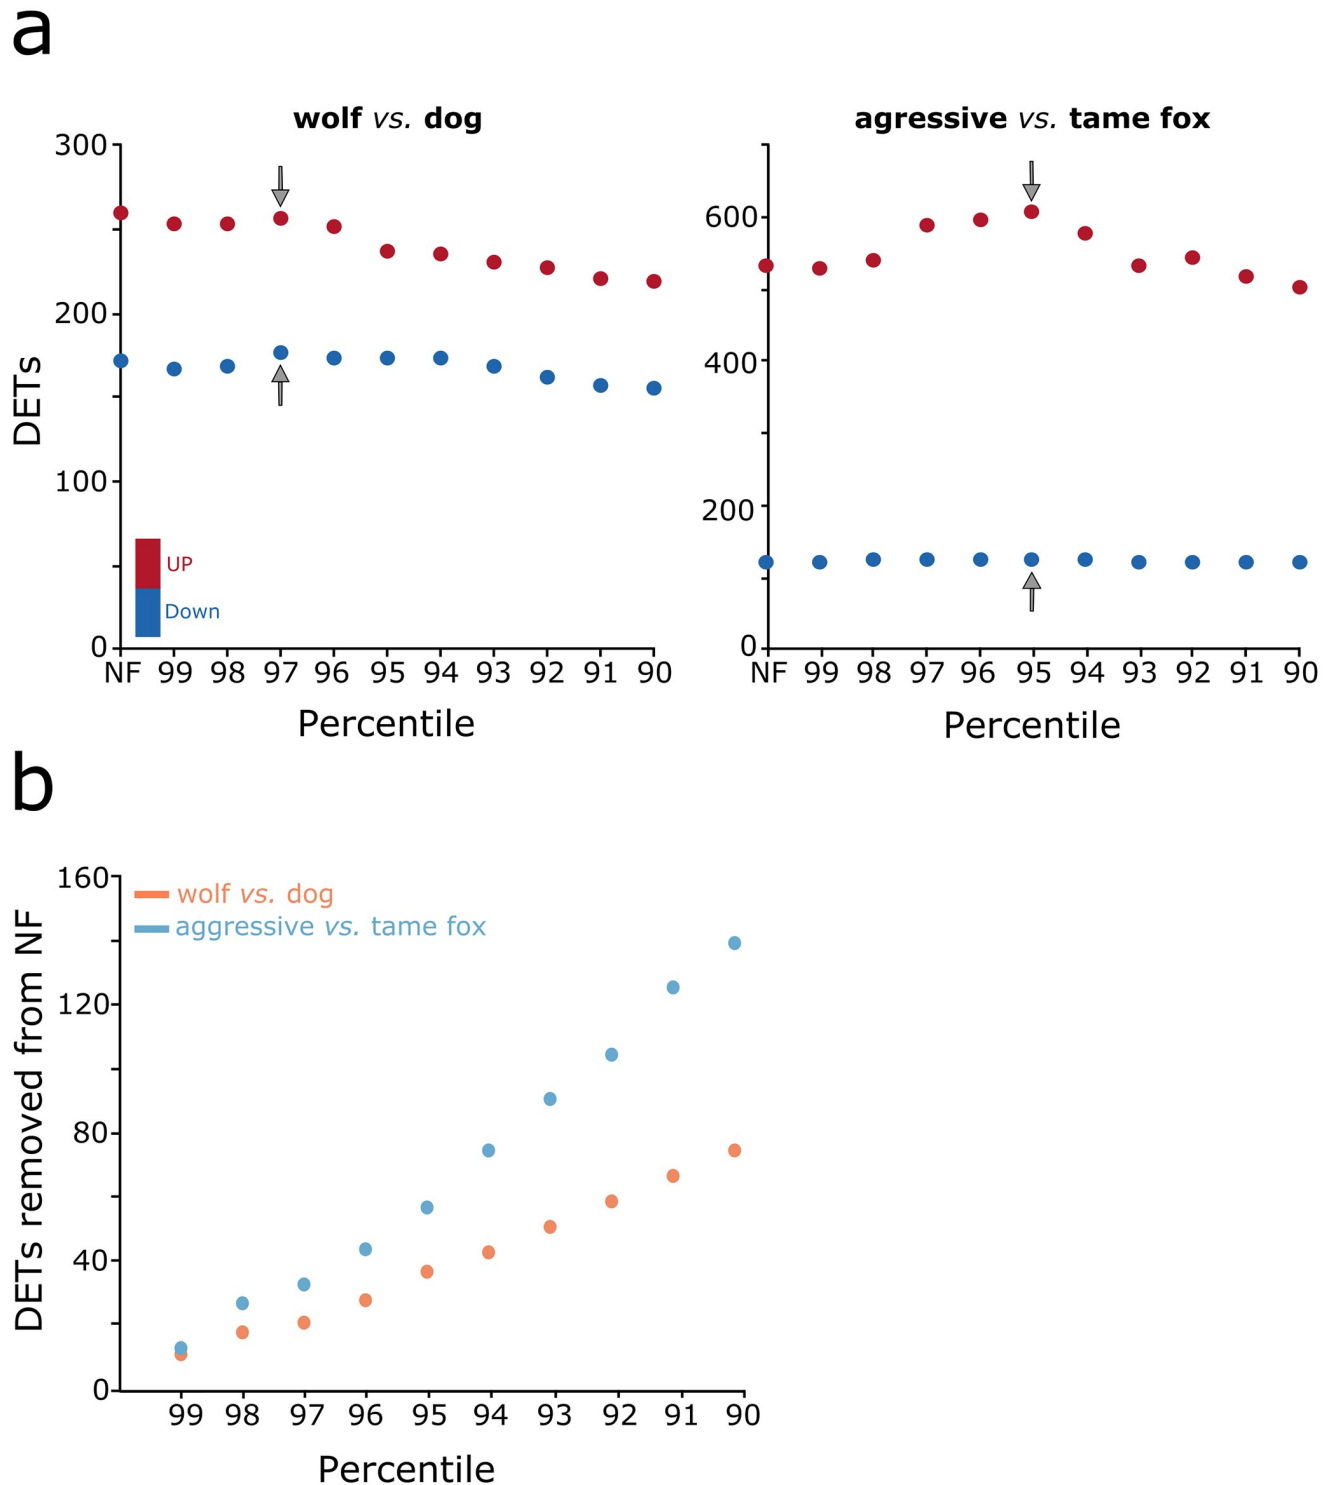 a
wolf vs. dog
300
200
100
0
DETs
UP
Down
NF 99 98 97 96 95 94 93 92 91 90
Percentile
agressive vs. tame fox
600
400
200
0
NF 99 98 97 96 95 94 93 92 91 90
Percentile
b
160
120
80
40
0
DETs removed from NF
wolf vs. dog
aggressive vs. tame fox
99 98 97 96 95 94 93 92 91 90
Percentile